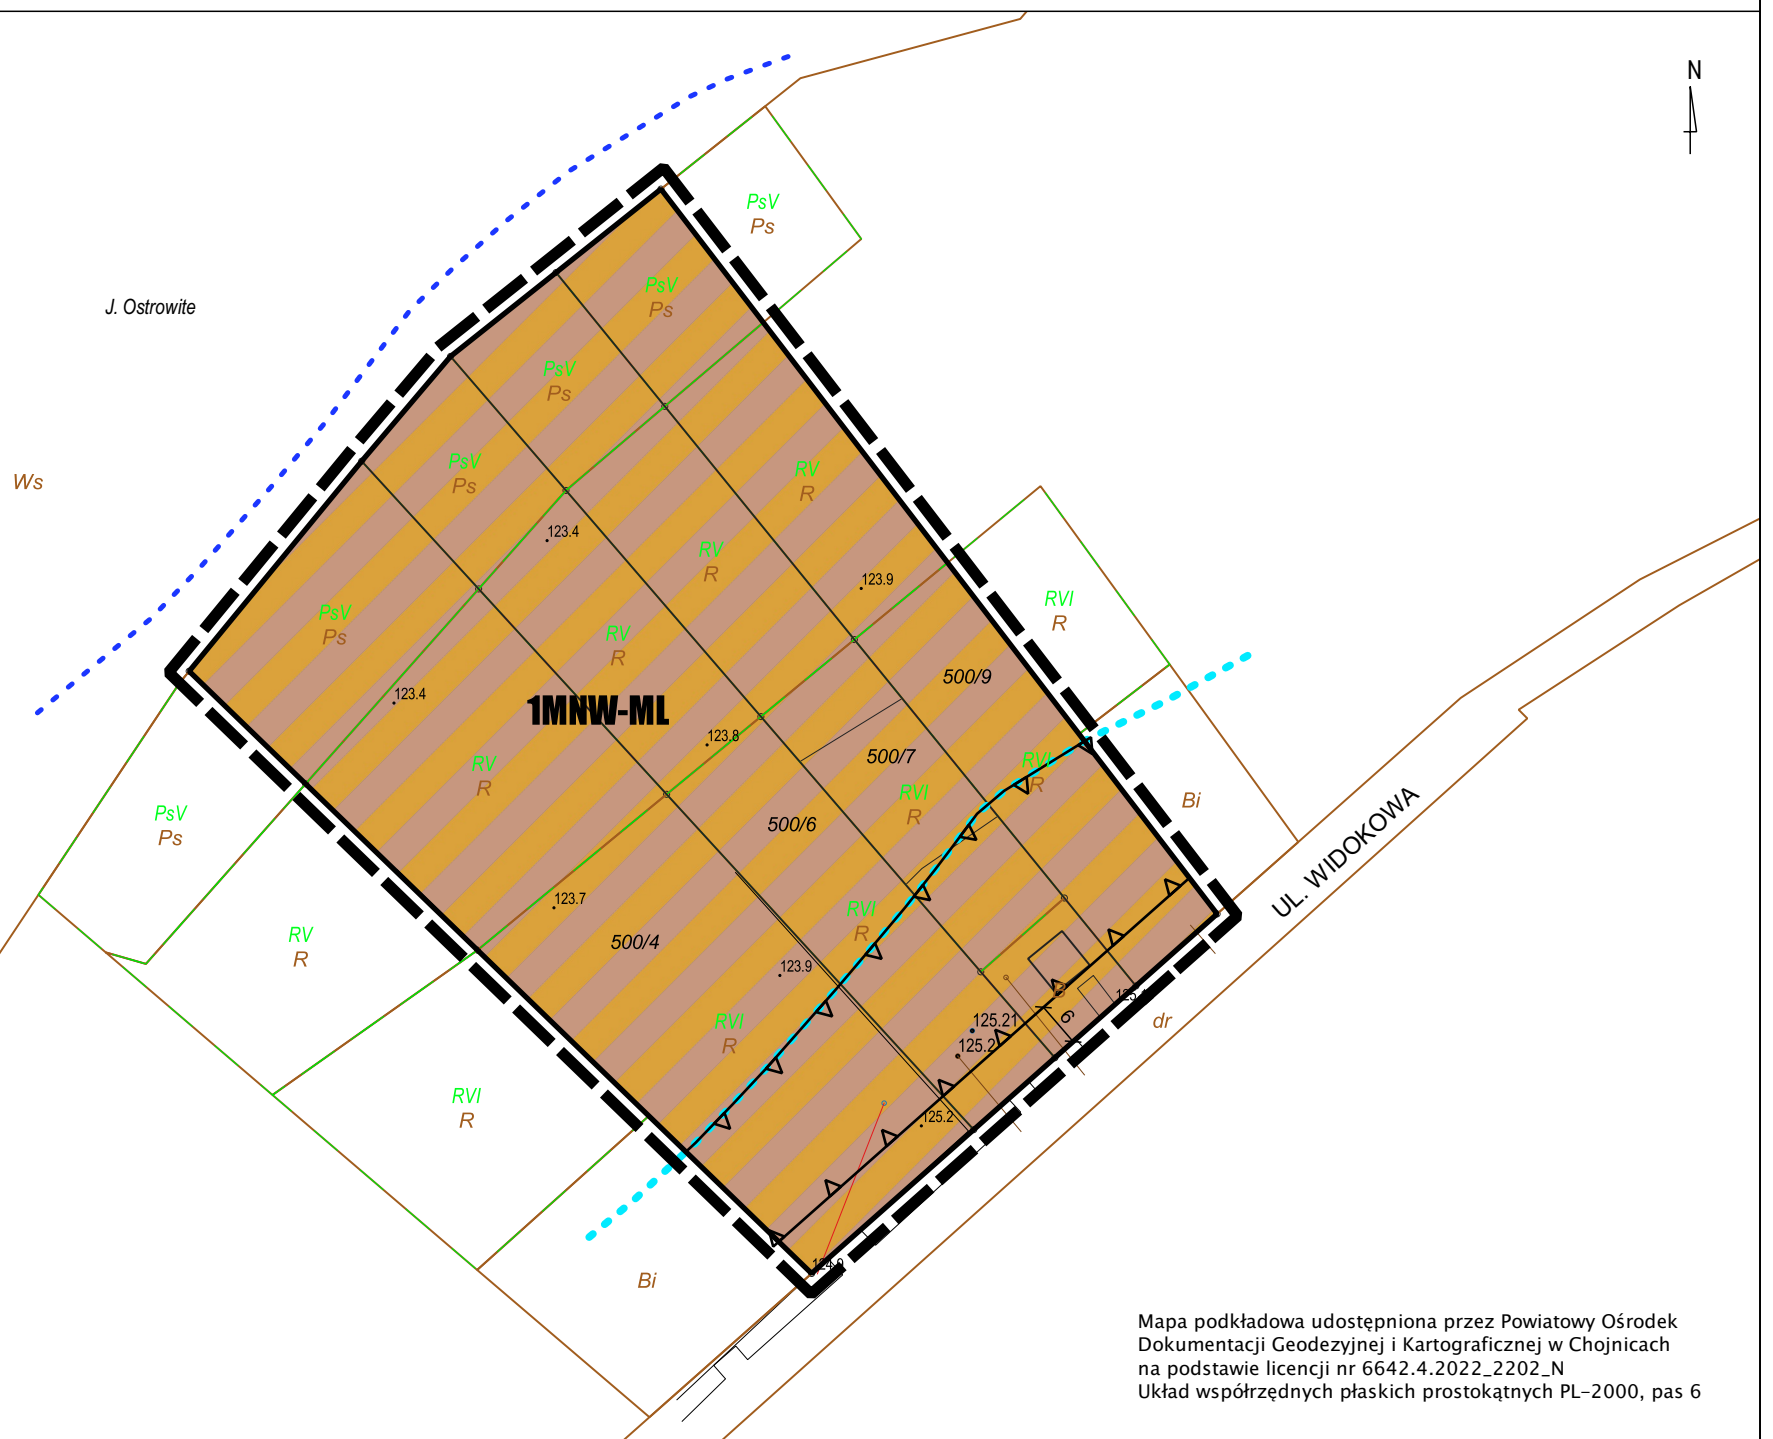 N
PsV
Ps
PsV
Ps
J. Ostrowite
PsV
Ps
PsV
Ps
RV
R
Ws
123.4
RV
R
123.9
RVI
R
PsV
Ps
RV
R
500/9
123.4
1MNW-ML
123.8
500/7
RVI
R
RV
R
RVI
R
Bi
PsV
Ps
500/6
UL. WIDOKOWA
123.7
RVI
R
500/4
RV
R
123.9
B
6
dr
125.21
125.2
RVI
R
RVI
R
125.2
124.9
Bi
Mapa podkładowa udostępniona przez Powiatowy Ośrodek
Dokumentacji Geodezyjnej i Kartograficznej w Chojnicach
na podstawie licencji nr 6642.4.2022_2202_N
Układ współrzędnych płaskich prostokątnych PL-2000, pas 6